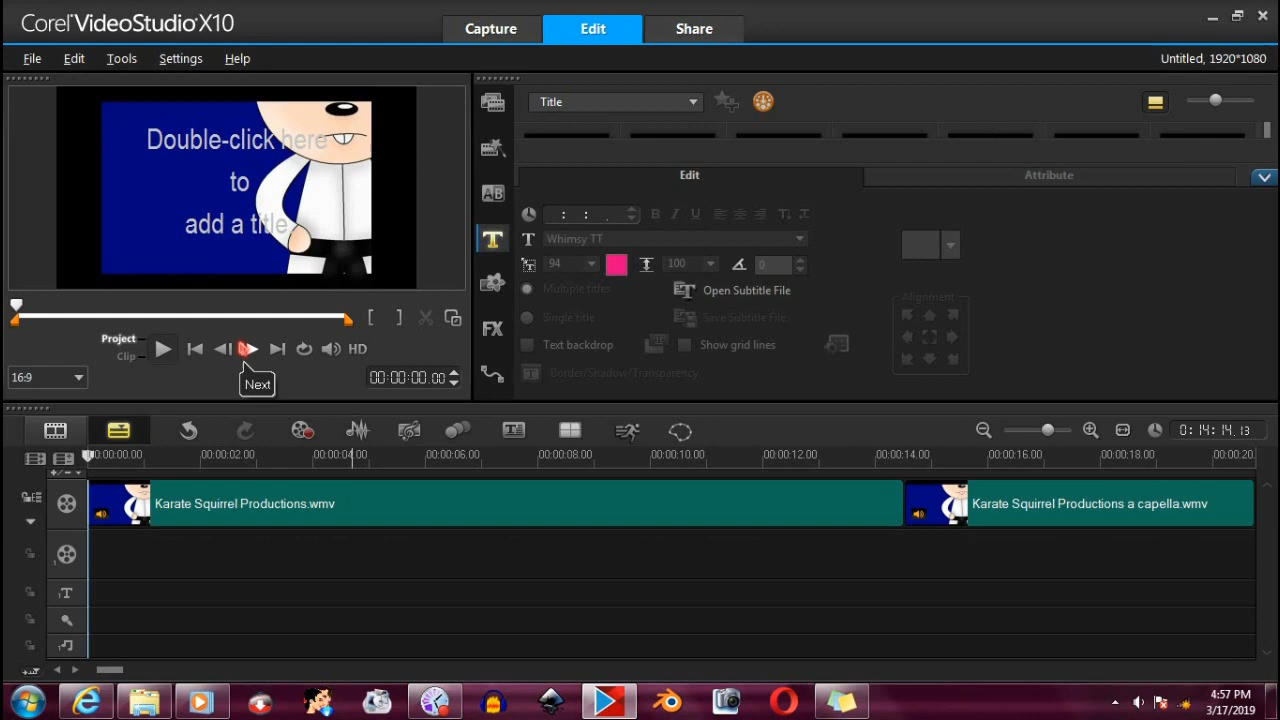 Corel VideoStudio X10
Capture
Edit
Share
File
Edit
Tools
Settings
Help
Untitled, 1920*1080
Double-click here
to
add a title
Title
Edit
Attribute
: : .
B I U
Whimsy TT
94
100
0
Multiple titles
Open Subtitle File
Single title
Save Subtitle File
Text backdrop
Show grid lines
Border/Shadow/Transparency
Alignment
AB
T
FX
Project
Clip
HD
Next
16:9
00:00:00.00
0:14:14.13
00:00:00.00
00:00:02.00
00:00:04.00
00:00:06.00
00:00:08.00
00:00:10.00
00:00:12.00
00:00:14.00
00:00:16.00
00:00:18.00
00:00:20
Karate Squirrel Productions.wmv
Karate Squirrel Productions a capella.wmv
1
1T
1
4:57 PM
3/17/2019